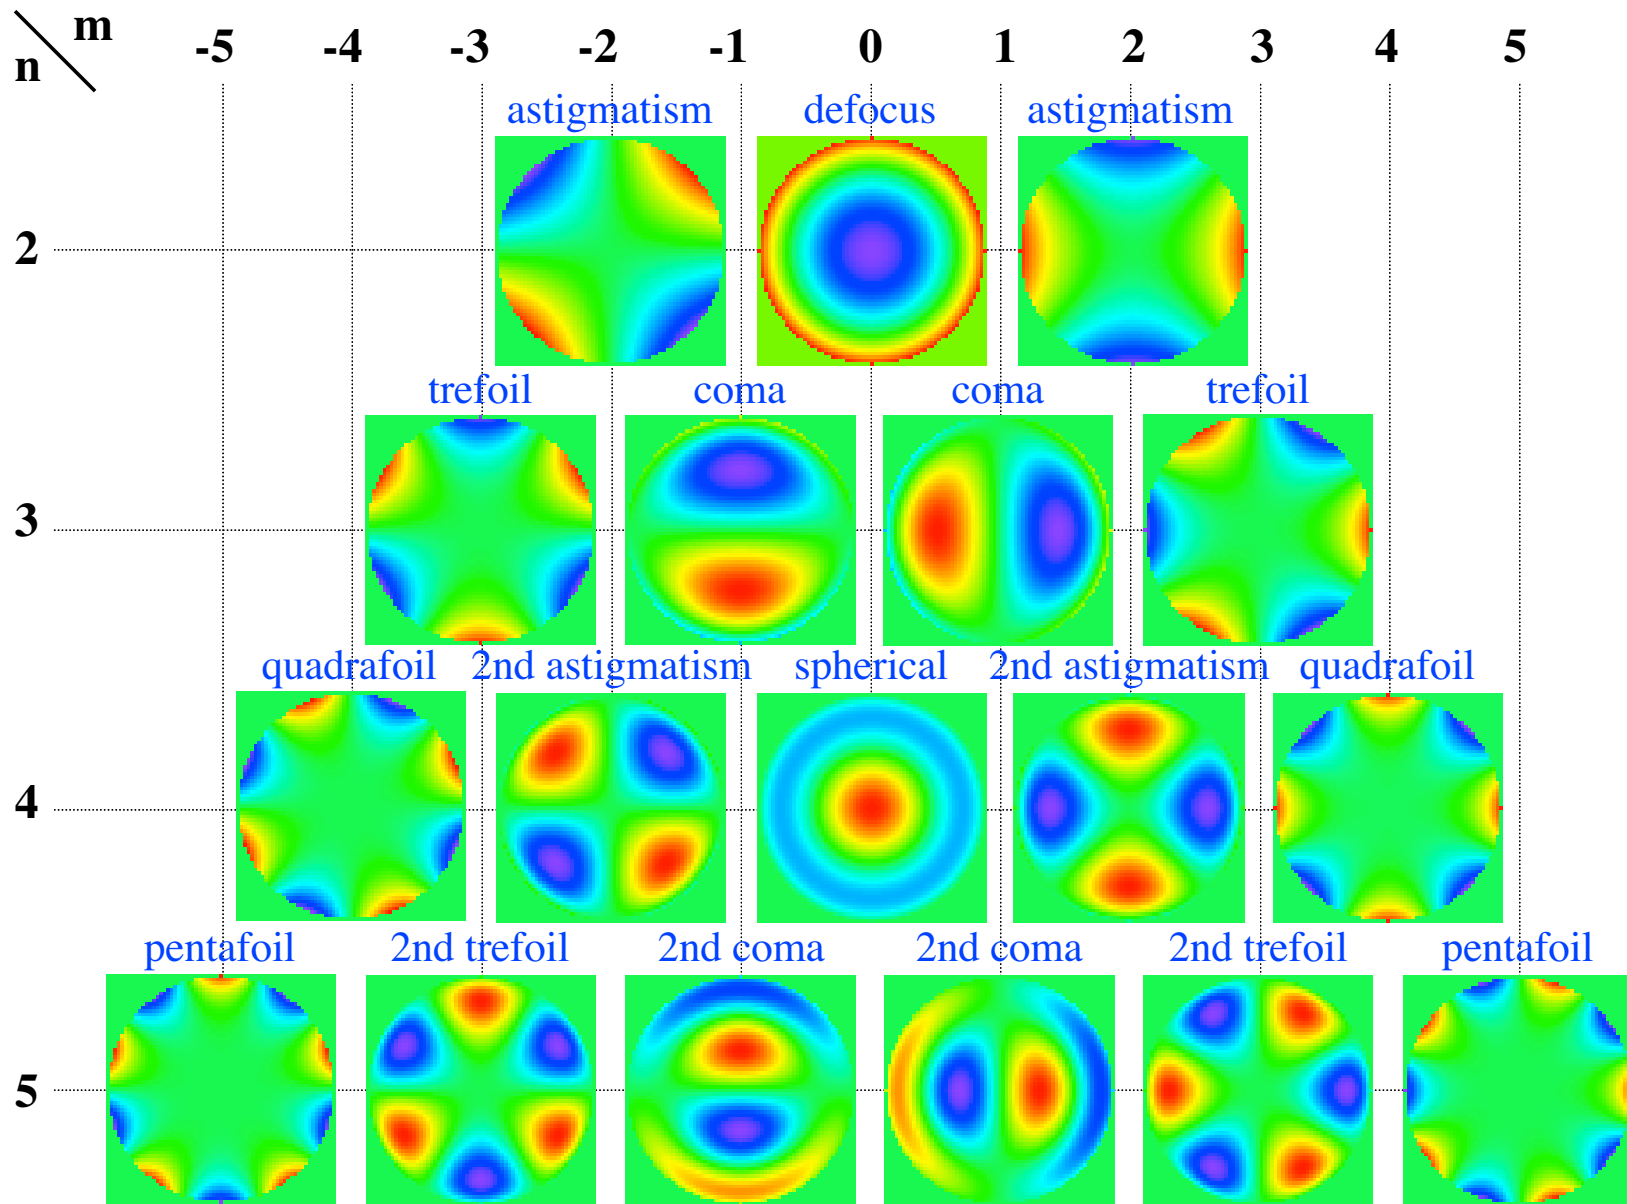 m
n
-5 -4 -3 -2 -1 0 1 2 3 4 5
astigmatism defocus astigmatism
2
trefoil coma coma trefoil
3
quadrafoil 2nd astigmatism spherical 2nd astigmatism quadrafoil
4
pentafoil 2nd trefoil 2nd coma 2nd coma 2nd trefoil pentafoil
5